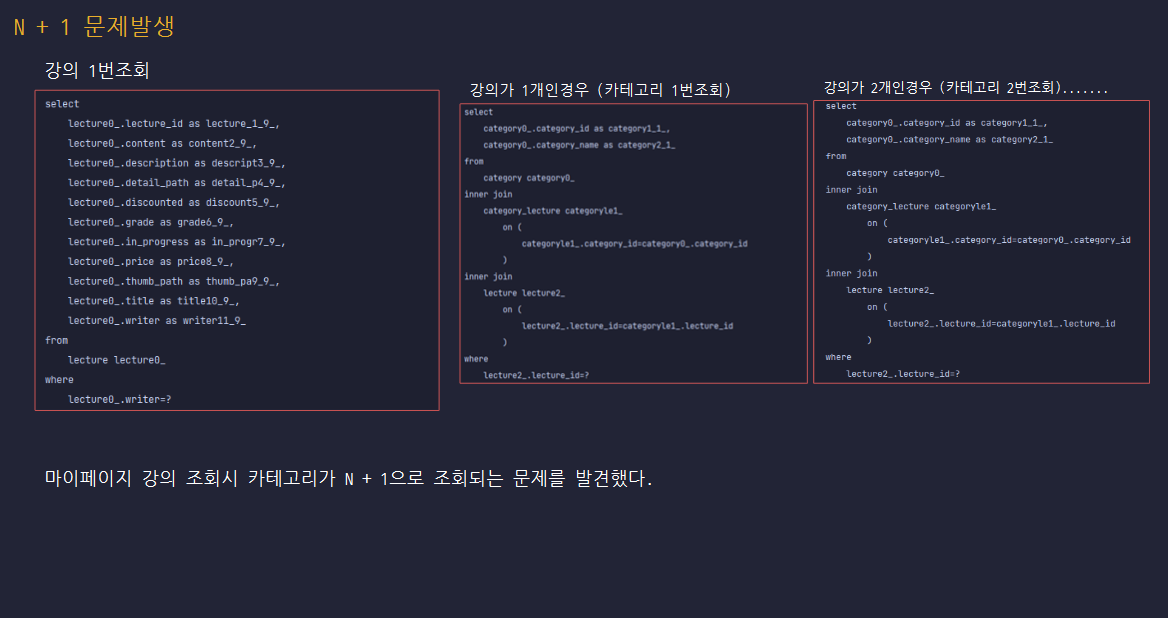 N + 1 문제발생
강의 1번조회
select
lecture0_.lecture_id as lecture_1_9_,
lecture0_.content as content2_9_,
lecture0_.description as descript3_9_,
lecture0_.detail_path as detail_p4_9_,
lecture0_.discounted as discount5_9_,
lecture0_.grade as grade6_9_,
lecture0_.in_progress as in_progr7_9_,
lecture0_.price as price8_9_,
lecture0_.thumb_path as thumb_pa9_9_,
lecture0_.title as title10_9_,
lecture0_.writer as writer11_9_
from
lecture lecture0_
where
lecture0_.writer=?
강의가 1개인경우 (카테고리 1번조회)
select
category0_.category_id as category1_1_,
category0_.category_name as category2_1_
from
category category0_
inner join
category_lecture categoryle1_
on (
categoryle1_.category_id=category0_.category_id
)
inner join
lecture lecture2_
on (
lecture2_.lecture_id=categoryle1_.lecture_id
)
where
lecture2_.lecture_id=?
강의가 2개인경우 (카테고리 2번조회).......
select
category0_.category_id as category1_1_,
category0_.category_name as category2_1_
from
category category0_
inner join
category_lecture categoryle1_
on (
categoryle1_.category_id=category0_.category_id
)
inner join
lecture lecture2_
on (
lecture2_.lecture_id=categoryle1_.lecture_id
)
where
lecture2_.lecture_id=?
마이페이지 강의 조회시 카테고리가 N + 1으로 조회되는 문제를 발견했다.